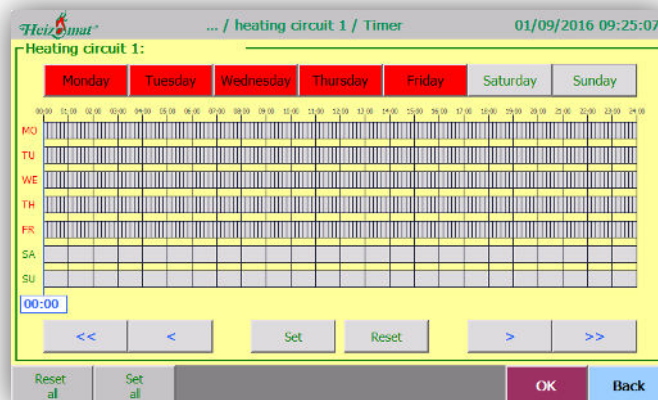 Heizomat
... / heating circuit 1 / Timer
01/09/2016 09:25:07
Heating circuit 1:
Monday Tuesday Wednesday Thursday Friday Saturday Sunday
00:00 01:00 02:00 03:00 04:00 05:00 06:00 07:00 08:00 09:00 10:00 11:00 12:00 13:00 14:00 15:00 16:00 17:00 18:00 19:00 20:00 21:00 22:00 23:00 24:00
MO
TU
WE
TH
FR
SA
SU
00:00
<< < Set Reset > >>
Reset all
Set all
OK
Back